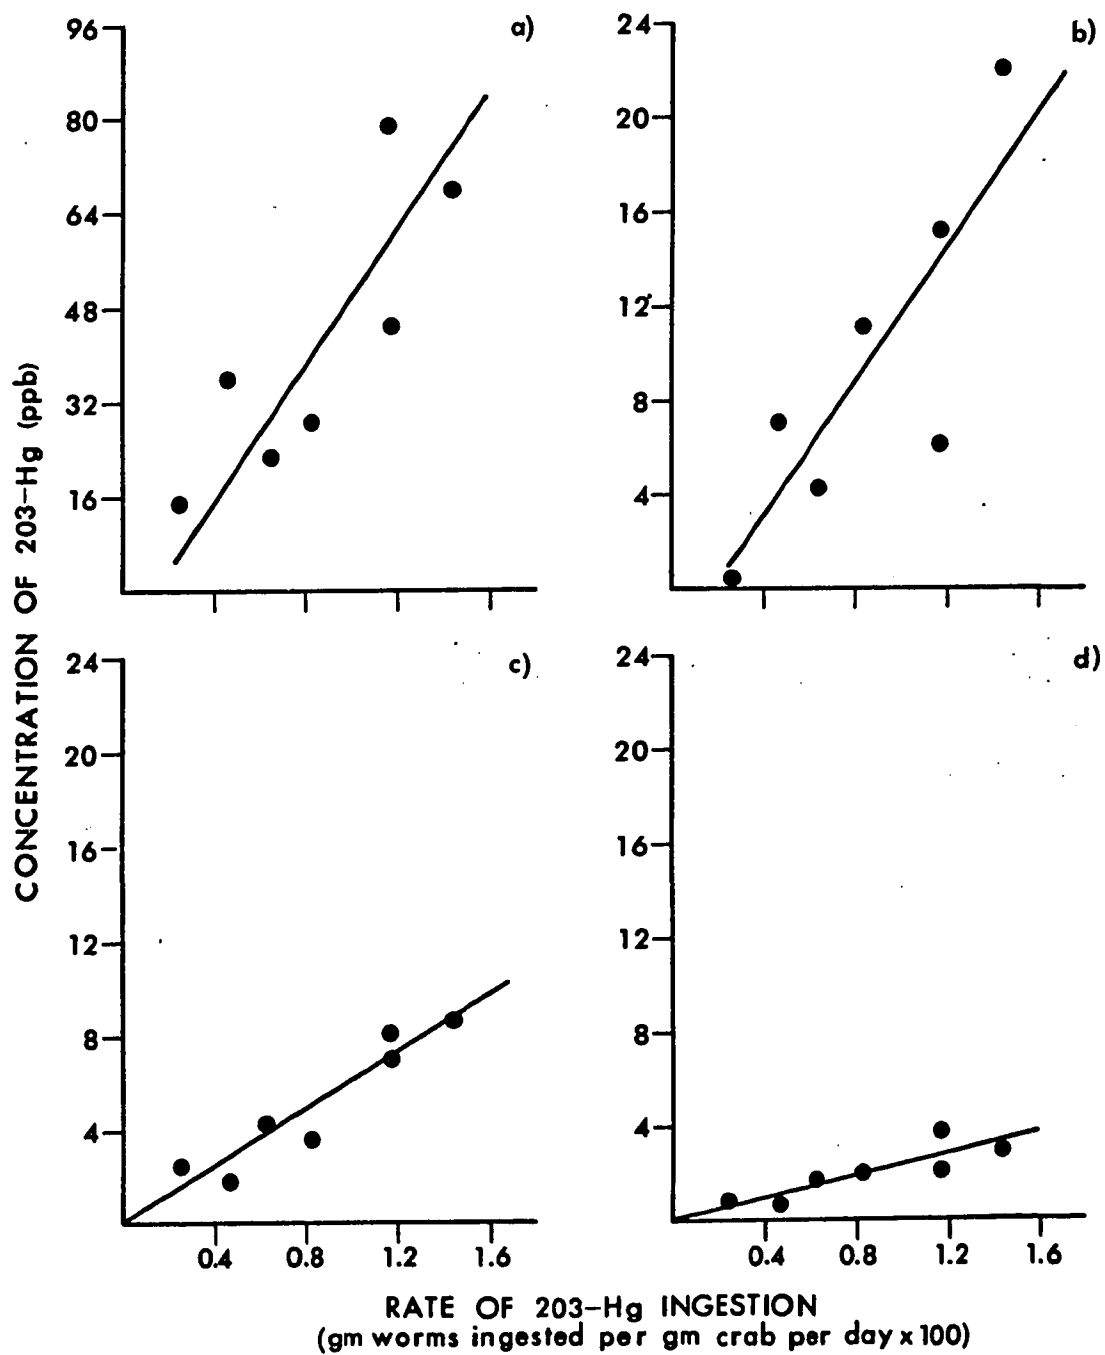 a)
96
80
64
48
32
16
b)
24
20
16
12
8
4
CONCENTRATION OF 203-Hg (ppb)
c)
24
20
16
12
8
4
0.4 0.8 1.2 1.6
d)
24
20
16
12
8
4
0.4 0.8 1.2 1.6
RATE OF 203-Hg INGESTION
(gm worms ingested per gm crab per day x 100)